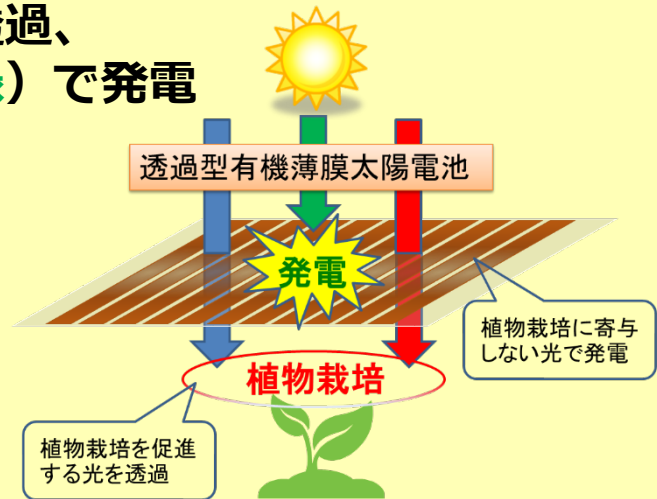 過、
）で発電
透過型有機薄膜太陽電池
発電
植物栽培に寄与
しない光で発電
植物栽培
植物栽培を促進
する光を透過